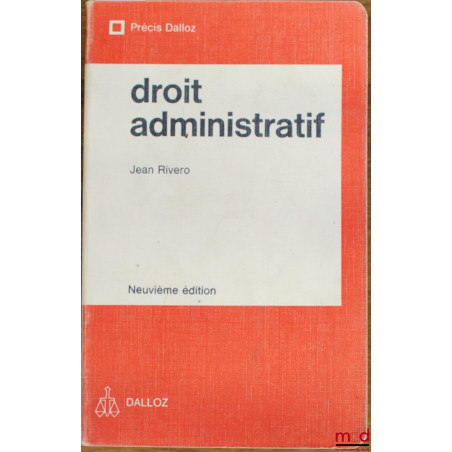 Précis Dalloz
droit
administratif
Jean Rivero
Neuvième édition
DALLOZ